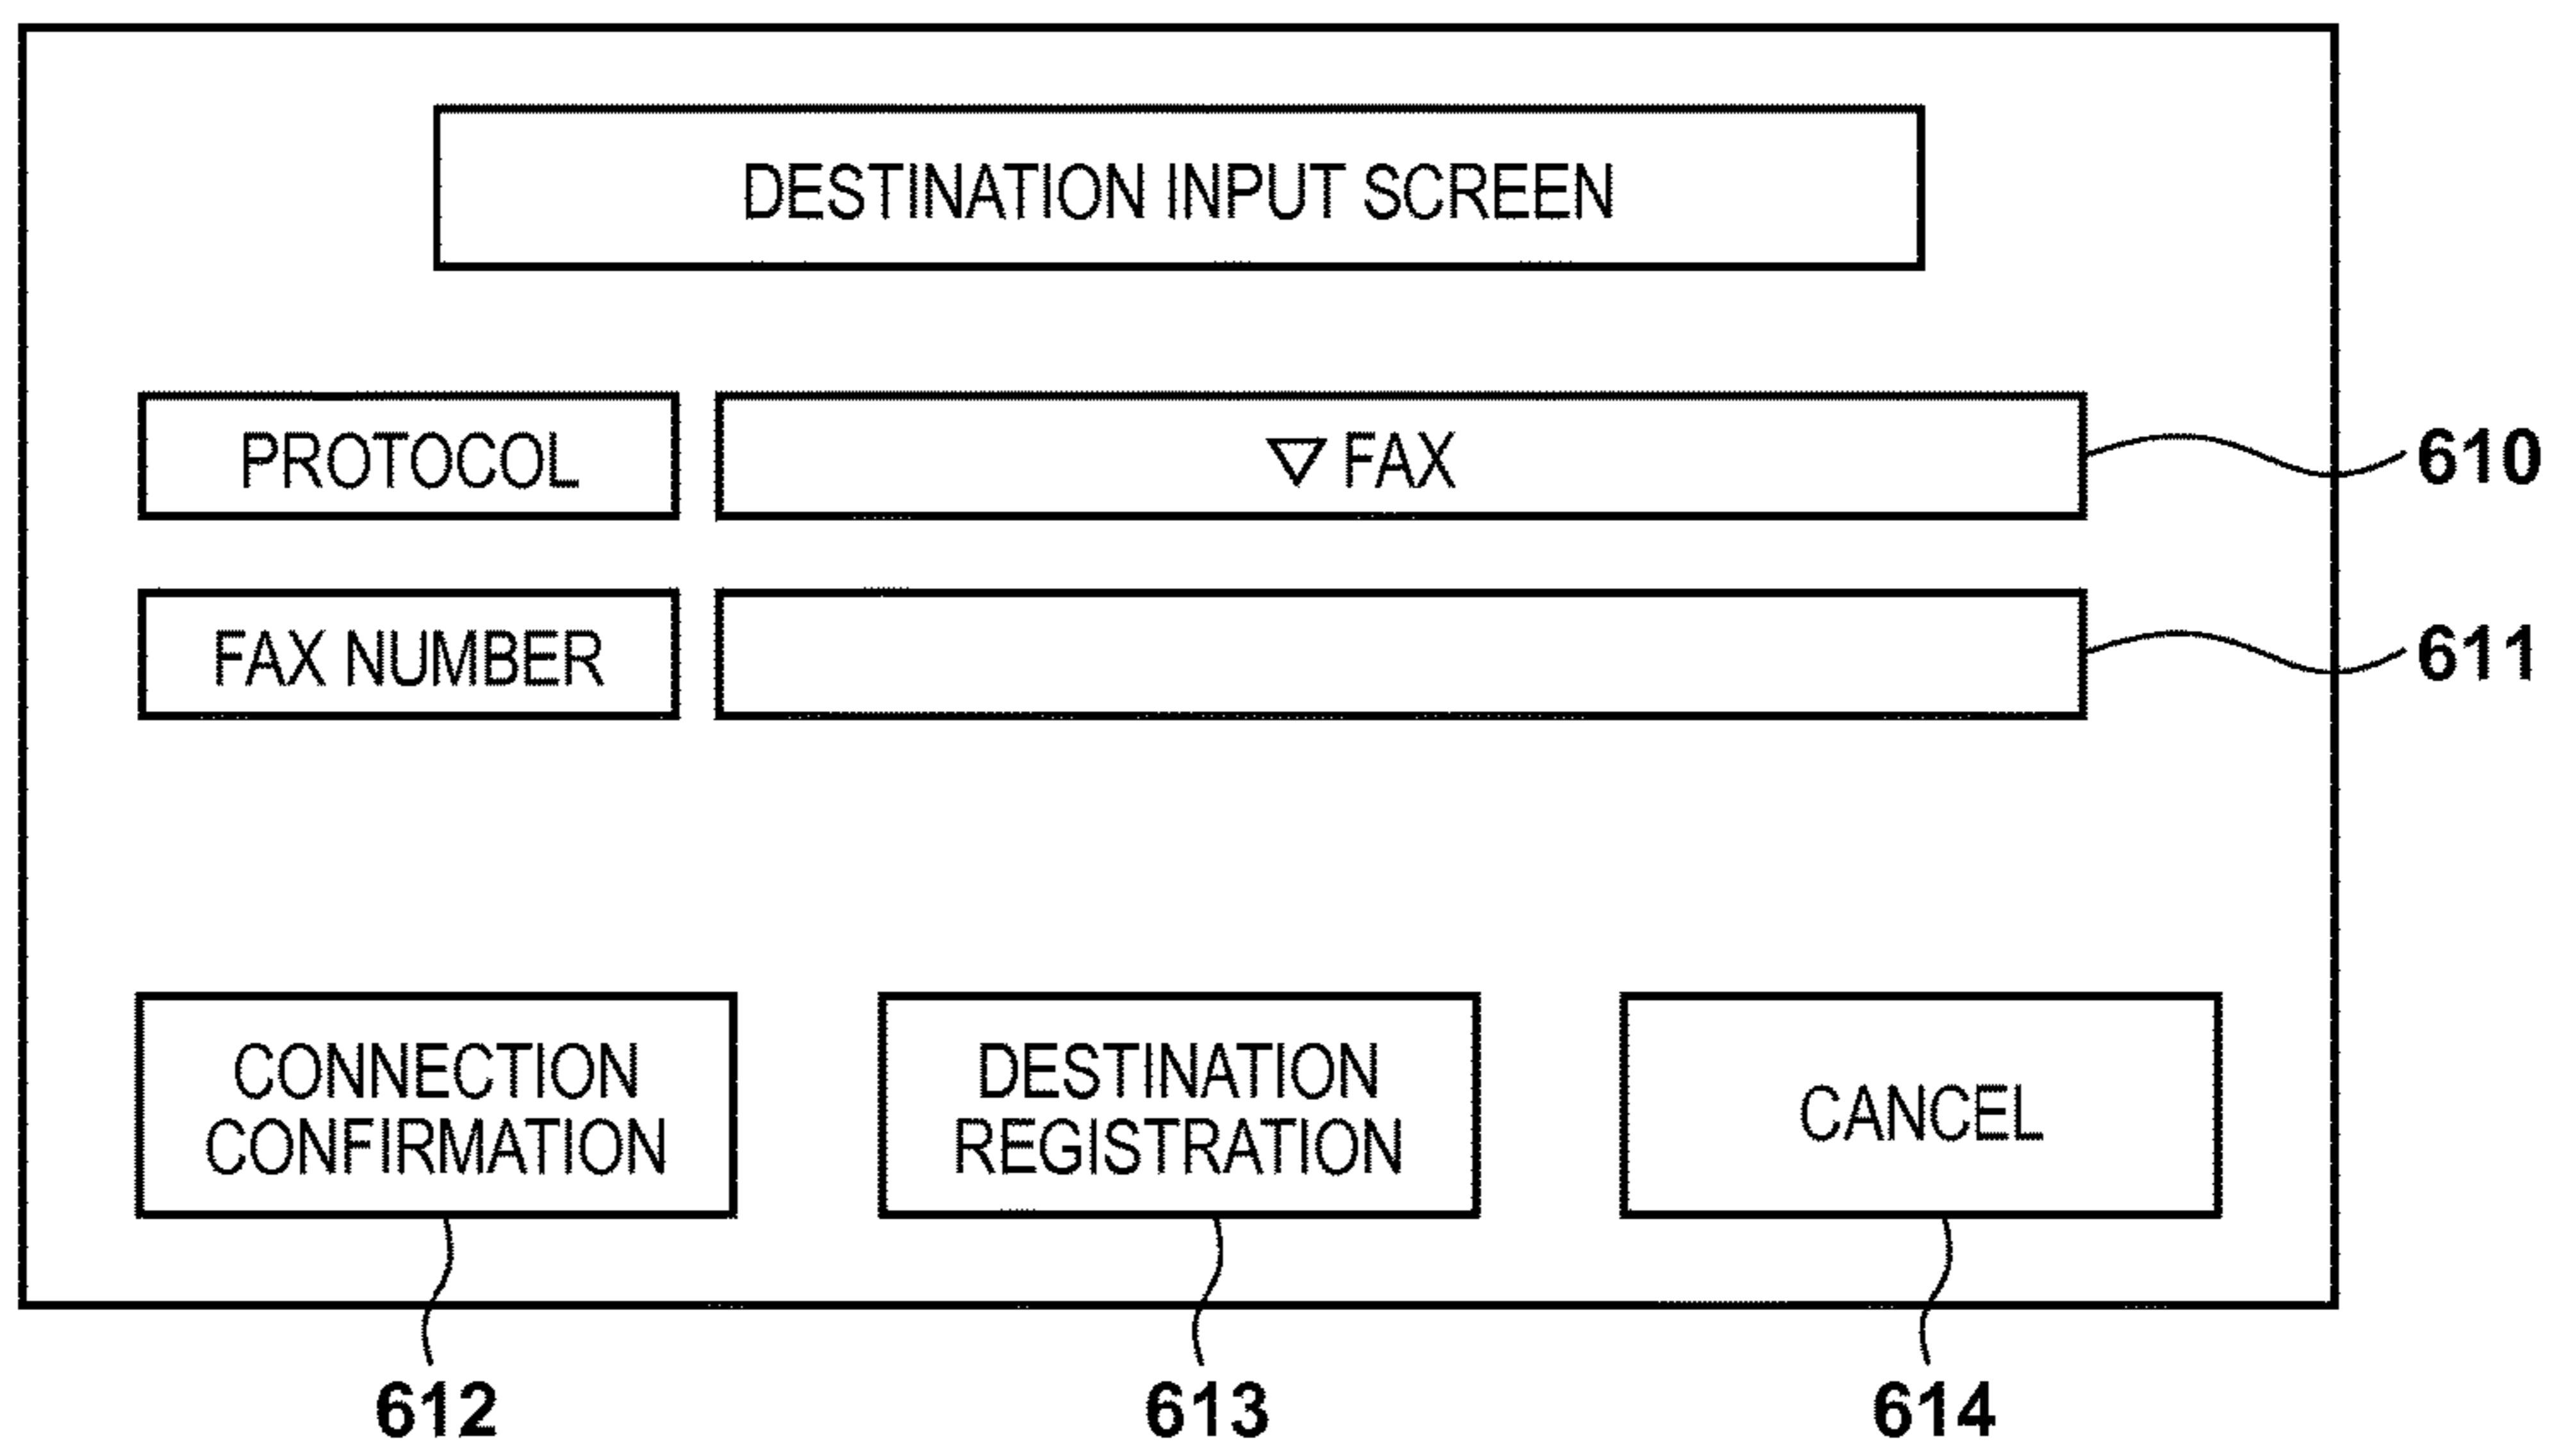 DESTINATION INPUT SCREEN
PROTOCOL
▽ FAX
610
FAX NUMBER
611
CONNECTION
CONFIRMATION
DESTINATION
REGISTRATION
CANCEL
612
613
614